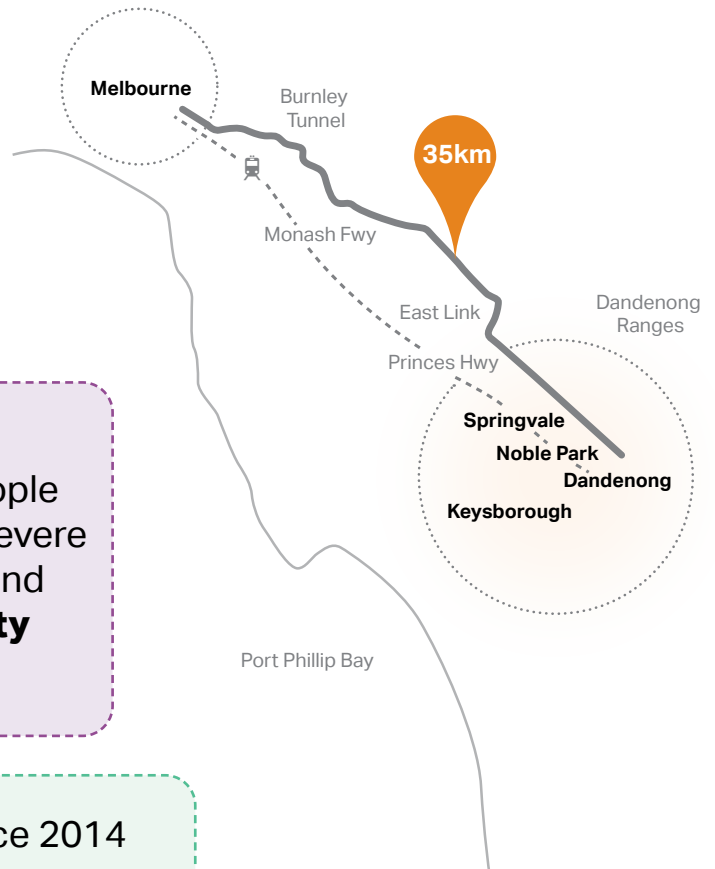 Melbourne
Burnley
Tunnel
35km
Monash Fwy
East Link
Dandenong
Ranges
Princes Hwy
Springvale
Noble Park
Dandenong
Keysborough
Port Phillip Bay
ople
evere
nd
ty
ce 2014